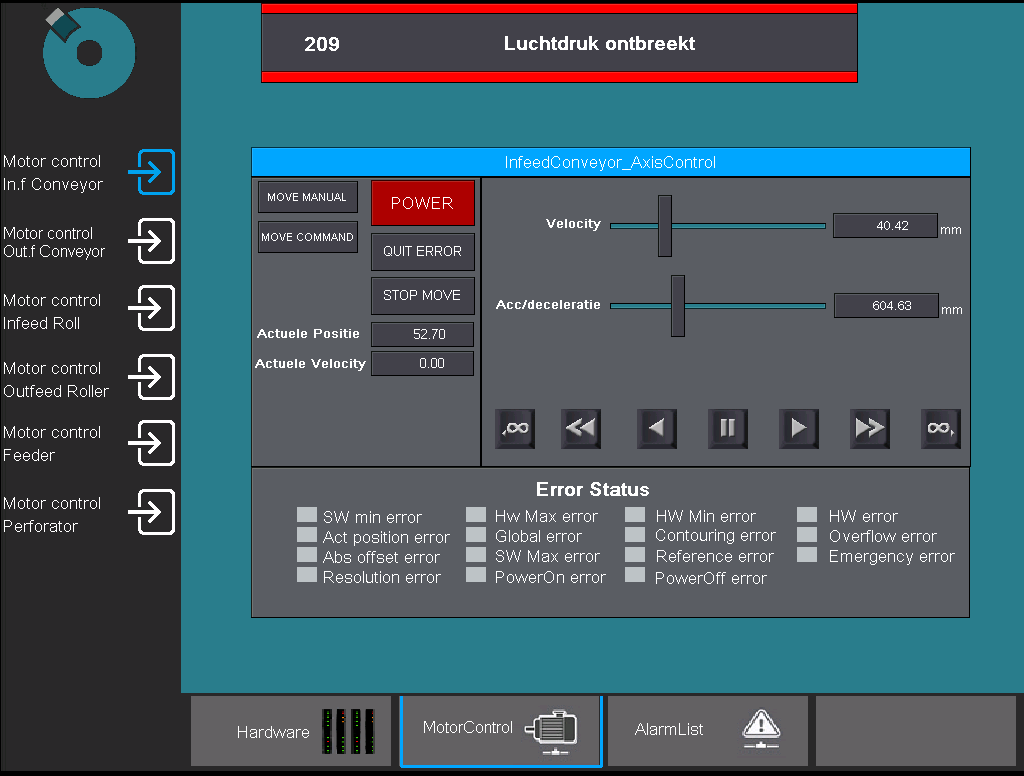 209 Luchtdruk ontbreekt
Motor control
In.f Conveyor
Motor control
Out.f Conveyor
Motor control
Infeed Roll
Motor control
Outfeed Roller
Motor control
Feeder
Motor control
Perforator
InfeedConveyor_AxisControl
MOVE MANUAL
POWER
MOVE COMMAND
QUIT ERROR
STOP MOVE
Actuele Positie 52.70
Actuele Velocity 0.00
Velocity 40.42 mm
Acc/deceleratie 604.63 mm
Error Status
SW min error Hw Max error HW Min error HW error
Act position error Global error Contouring error Overflow error
Abs offset error SW Max error Reference error Emergency error
Resolution error PowerOn error PowerOff error
Hardware MotorControl AlarmList